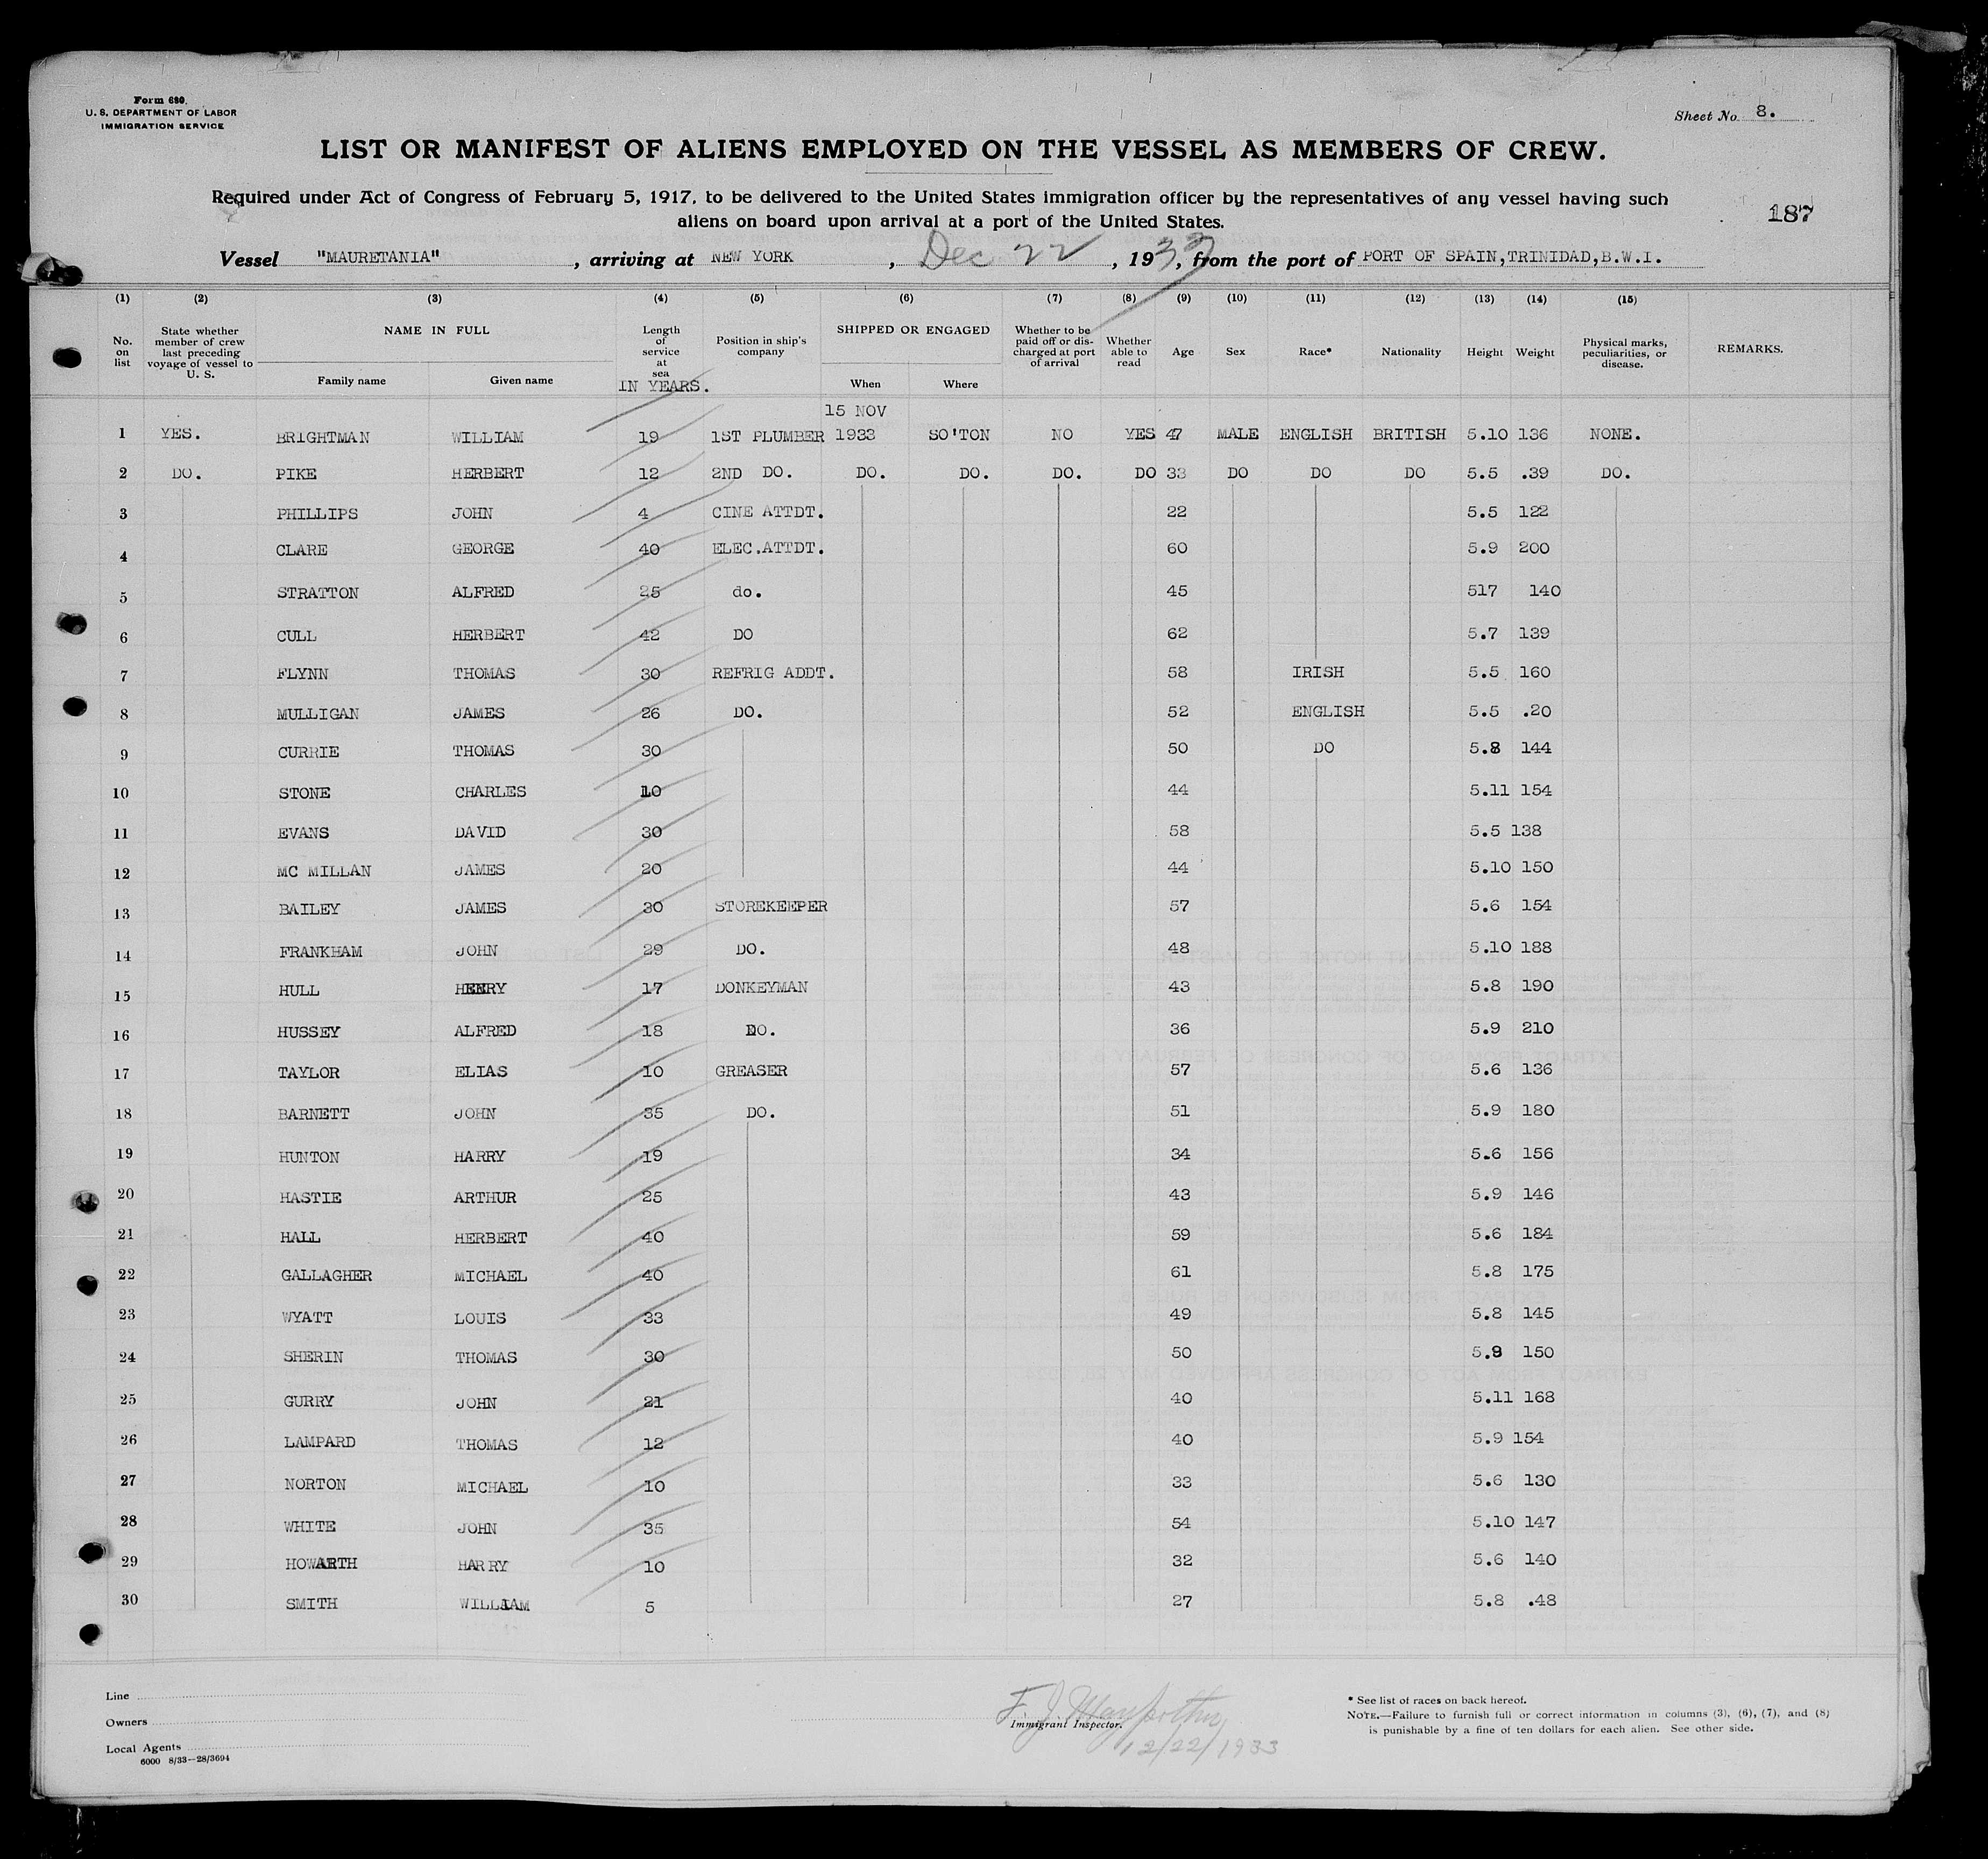 Form 680.
U. S. DEPARTMENT OF LABOR
IMMIGRATION SERVICE
Sheet No. 8.
LIST OR MANIFEST OF ALIENS EMPLOYED ON THE VESSEL AS MEMBERS OF CREW.
Required under Act of Congress of February 5, 1917, to be delivered to the United States immigration officer by the representatives of any vessel having such
aliens on board upon arrival at a port of the United States.
187
Vessel "MAURETANIA", arriving at NEW YORK, Dec 22, 1933, from the port of PORT OF SPAIN,TRINIDAD,B.W.I.
(1) (2) (3) (4) (5) (6) (7) (8) (9) (10) (11) (12) (13) (14) (15)
No. on list State whether member of crew last preceding voyage of vessel to U. S. NAME IN FULL Family name Given name Length of service at sea IN YEARS. Position in ship's company SHIPPED OR ENGAGED When Where Whether to be paid off or discharged at port of arrival Whether able to read Age Sex Race* Nationality Height Weight Physical marks, peculiarities, or disease. REMARKS.
15 NOV
1 YES. BRIGHTMAN WILLIAM 19 1ST PLUMBER 1933 SO'TON NO YES 47 MALE ENGLISH BRITISH 5.10 136 NONE.
2 DO. PIKE HERBERT 12 2ND DO. DO. DO. DO. DO 33 DO DO DO 5.5 .39 DO.
3 PHILLIPS JOHN 4 CINE ATTDT. 22 5.5 122
4 CLARE GEORGE 40 ELEC.ATTDT. 60 5.9 200
5 STRATTON ALFRED 25 do. 45 517 140
6 CULL HERBERT 42 DO 62 5.7 139
7 FLYNN THOMAS 30 REFRIG ADDT. 58 IRISH 5.5 160
8 MULLIGAN JAMES 26 DO. 52 ENGLISH 5.5 .20
9 CURRIE THOMAS 30 50 DO 5.8 144
10 STONE CHARLES 10 44 5.11 154
11 EVANS DAVID 30 58 5.5 138
12 MC MILLAN JAMES 20 44 5.10 150
13 BAILEY JAMES 30 STOREKEEPER 57 5.6 154
14 FRANKHAM JOHN 29 DO. 48 5.10 188
15 HULL HENRY 17 DONKEYMAN 43 5.8 190
16 HUSSEY ALFRED 18 DO. 36 5.9 210
17 TAYLOR ELIAS 10 GREASER 57 5.6 136
18 BARNETT JOHN 35 DO. 51 5.9 180
19 HUNTON HARRY 19 34 5.6 156
20 HASTIE ARTHUR 25 43 5.9 146
21 HALL HERBERT 40 59 5.6 184
22 GALLAGHER MICHAEL 40 61 5.8 175
23 WYATT LOUIS 33 49 5.8 145
24 SHERIN THOMAS 30 50 5.9 150
25 GURRY JOHN 21 40 5.11 168
26 LAMPARD THOMAS 12 40 5.9 154
27 NORTON MICHAEL 10 33 5.6 130
28 WHITE JOHN 35 54 5.10 147
29 HOWARTH HARRY 10 32 5.6 140
30 SMITH WILLIAM 5 27 5.8 .48
Line
Owners
Local Agents
6000 8/33—28/3694
F. J.
Immigrant Inspector.
12/22/1933
* See list of races on back hereof.
NOTE.—Failure to furnish full or correct information in columns (3), (6), (7), and (8)
is punishable by a fine of ten dollars for each alien. See other side.